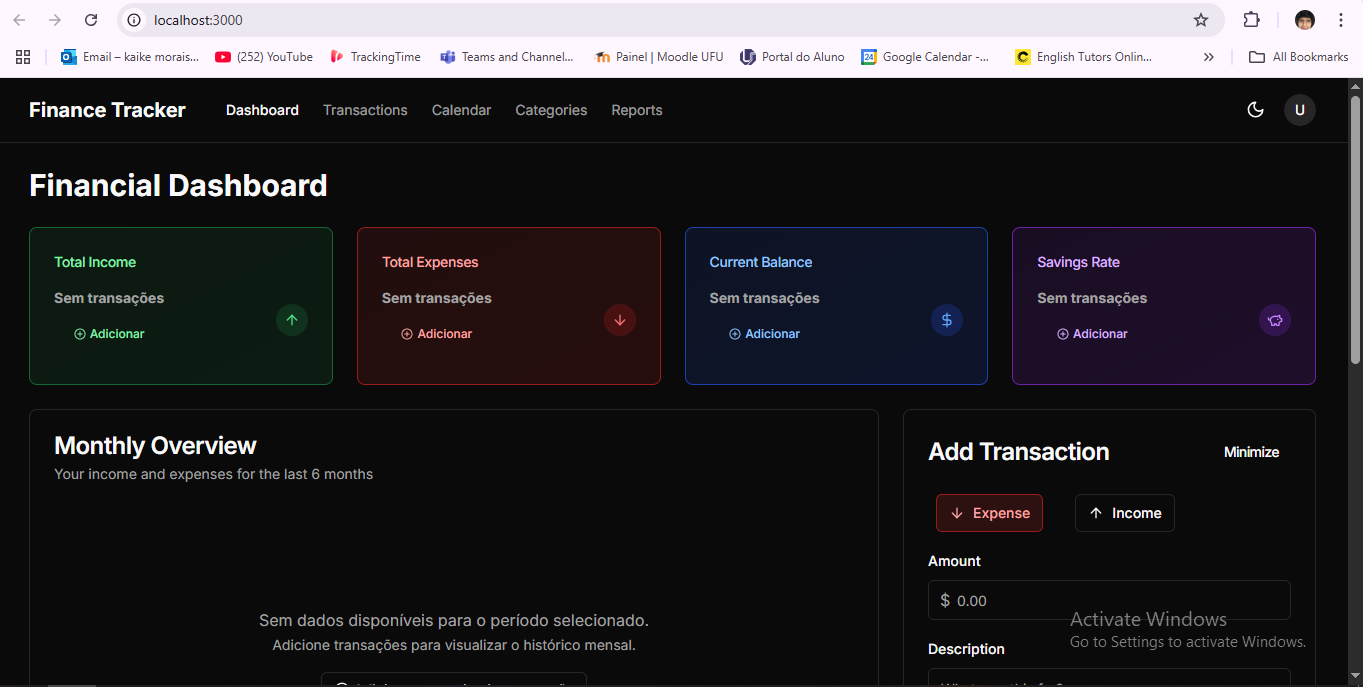 localhost:3000
Email – kaike morais...
(252) YouTube
TrackingTime
Teams and Channel...
Painel | Moodle UFU
Portal do Aluno
Google Calendar -...
English Tutors Onlin...
All Bookmarks
Finance Tracker
Dashboard
Transactions
Calendar
Categories
Reports
U
Financial Dashboard
Total Income
Sem transações
Adicionar
Total Expenses
Sem transações
Adicionar
Current Balance
Sem transações
Adicionar
$
Savings Rate
Sem transações
Adicionar
Monthly Overview
Your income and expenses for the last 6 months
Sem dados disponíveis para o período selecionado.
Adicione transações para visualizar o histórico mensal.
Add Transaction
Minimize
Expense
Income
Amount
$ 0.00
Activate Windows
Go to Settings to activate Windows.
Description